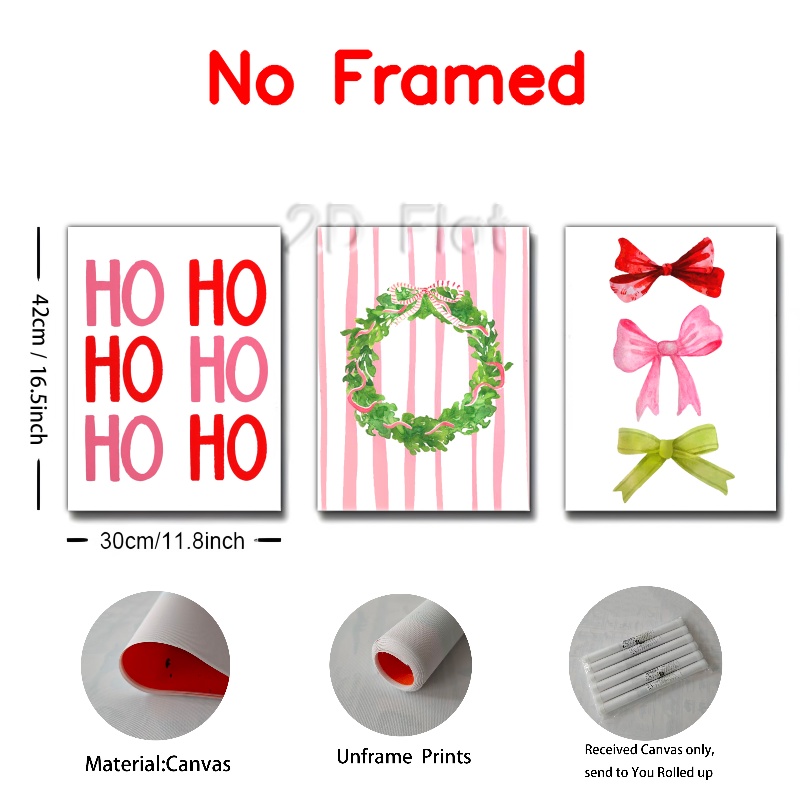 No Framed
2D Flat
HO HO
HO HO
HO HO
42cm / 16.5inch
30cm/11.8inch
Material:Canvas
Unframe Prints
Received Canvas only,
send to You Rolled up